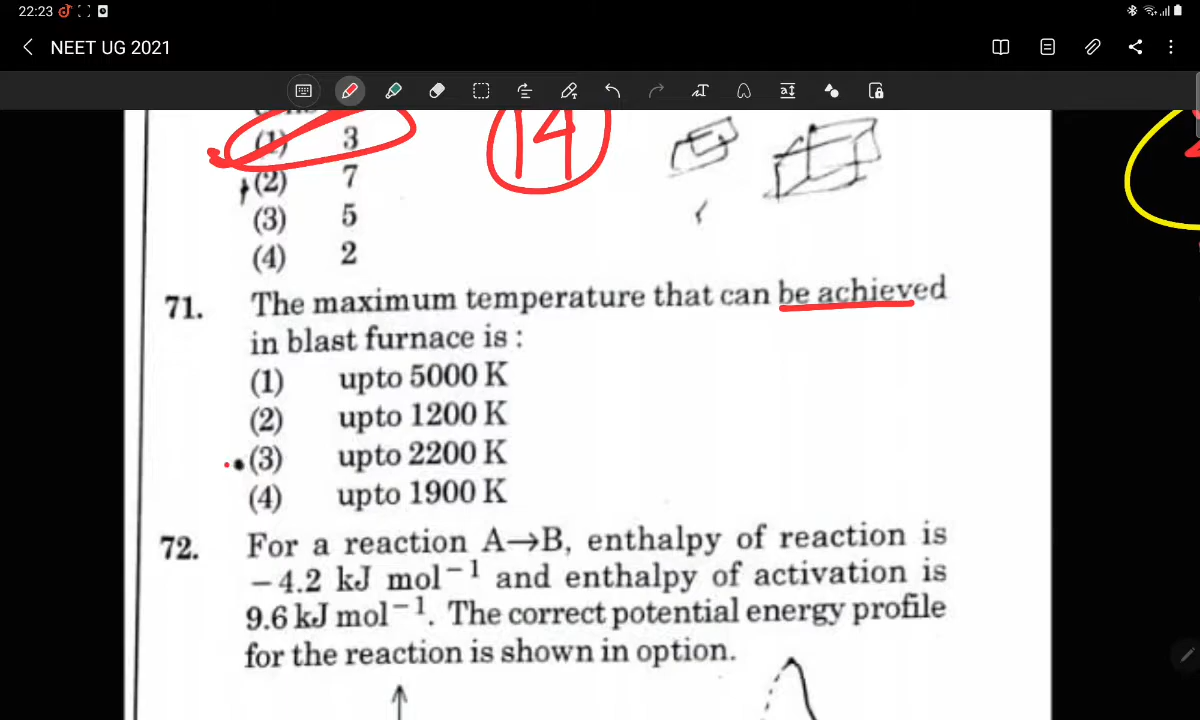 22:23
NEET UG 2021
(1) 3
14
(2) 7
(3) 5
(4) 2
71. The maximum temperature that can be achieved
in blast furnace is :
(1) upto 5000 K
(2) upto 1200 K
(3) upto 2200 K
(4) upto 1900 K
72. For a reaction A→B, enthalpy of reaction is
−4.2 kJ mol⁻¹ and enthalpy of activation is
9.6 kJ mol⁻¹. The correct potential energy profile
for the reaction is shown in option.